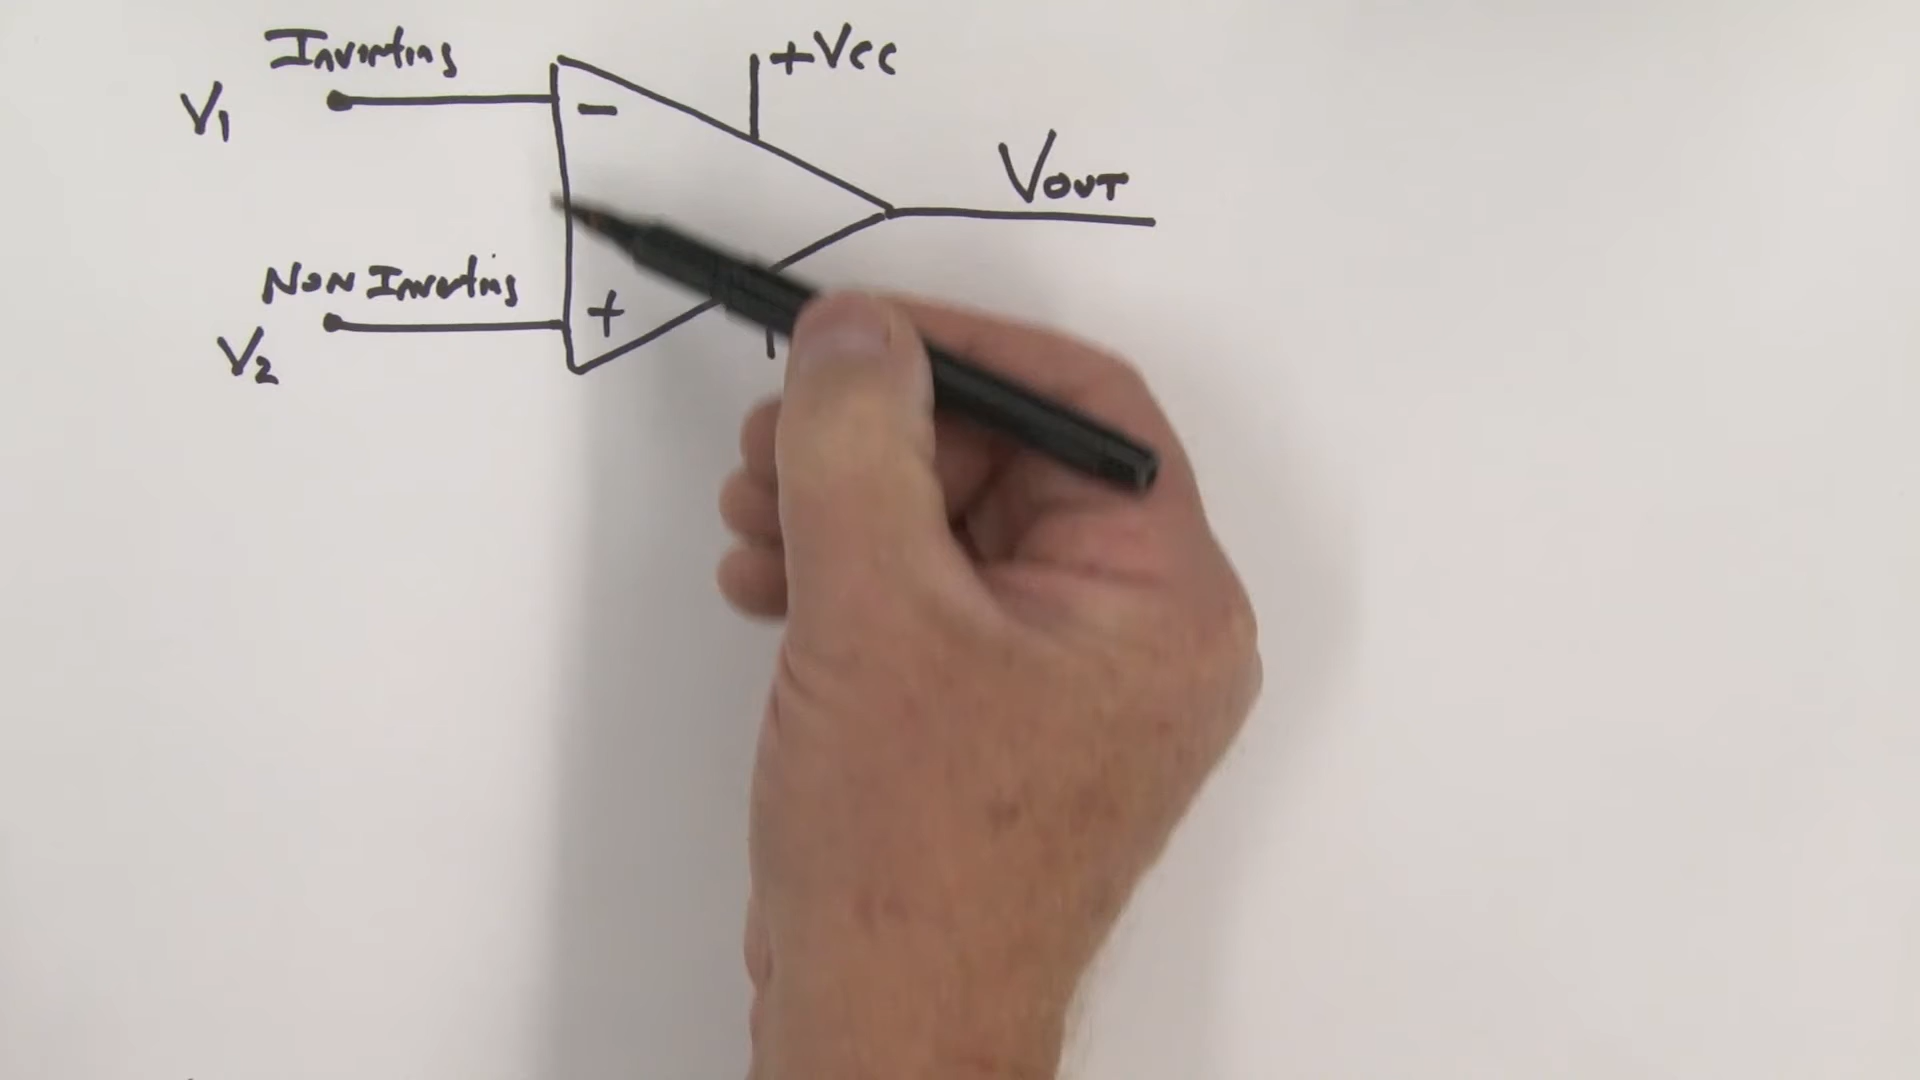 Inverting
+Vcc
V1
−
VOUT
Non Inverting
+
V2